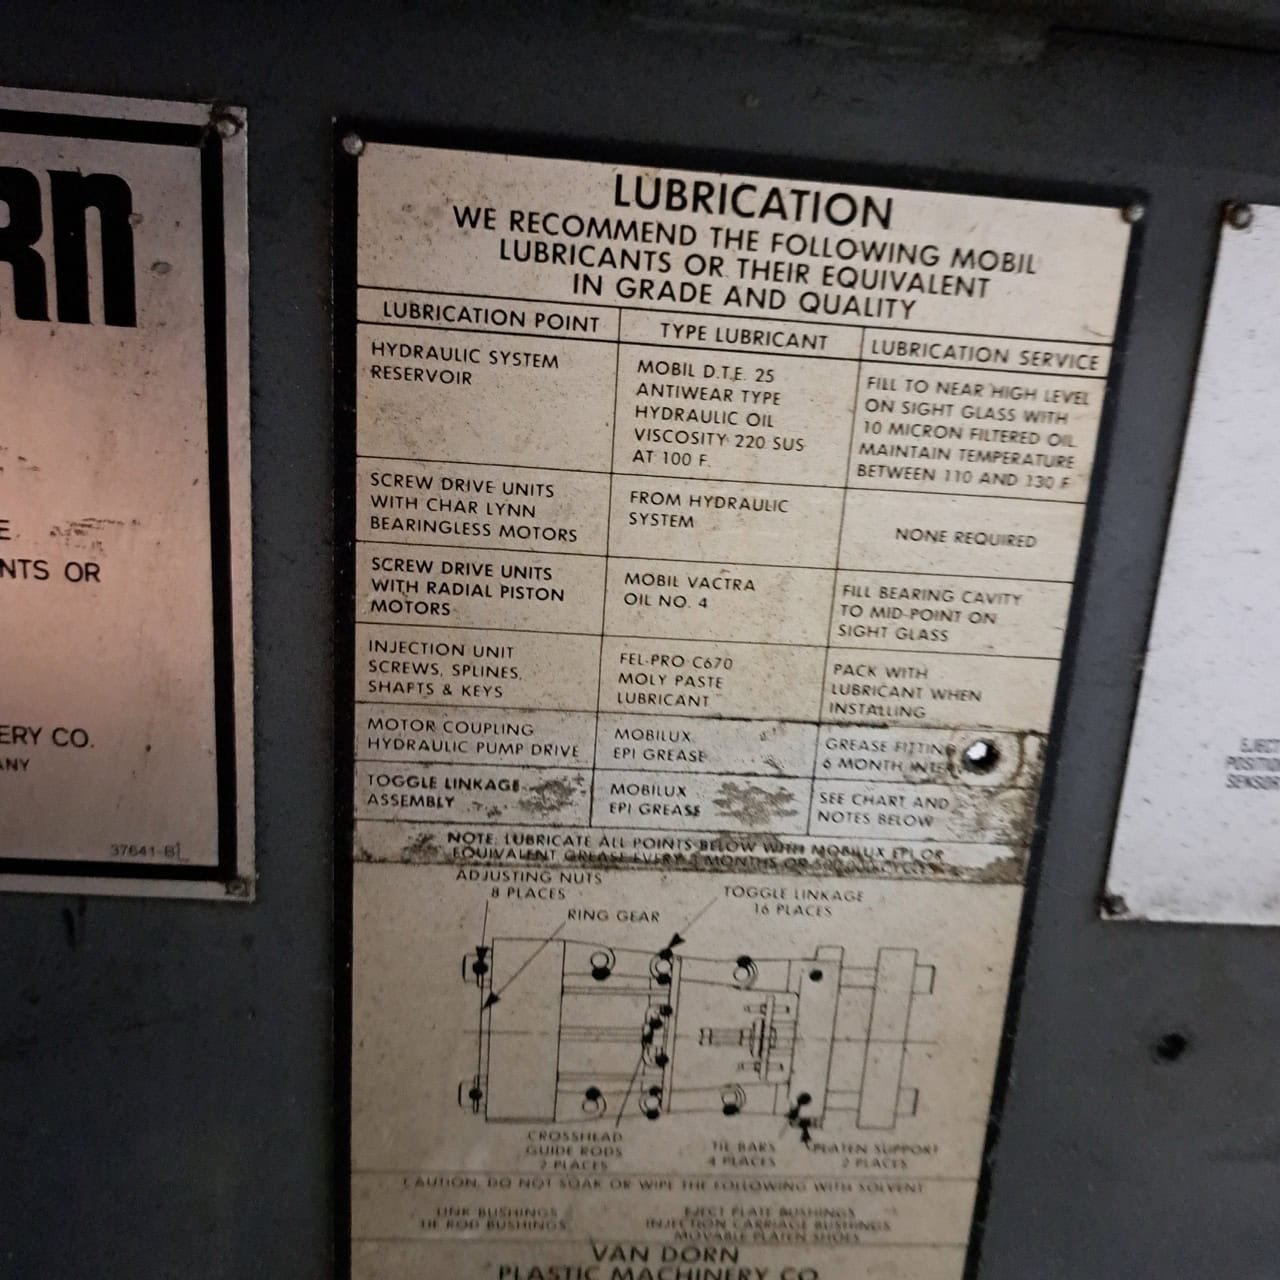 RN
E
NTS OR
ERY CO.
ANY
37641-B
LUBRICATION
WE RECOMMEND THE FOLLOWING MOBIL
LUBRICANTS OR THEIR EQUIVALENT
IN GRADE AND QUALITY
LUBRICATION POINT
TYPE LUBRICANT
LUBRICATION SERVICE
HYDRAULIC SYSTEM
RESERVOIR
MOBIL D.T.E. 25
ANTIWEAR TYPE
HYDRAULIC OIL
VISCOSITY 220 SUS
AT 100 F.
FILL TO NEAR HIGH LEVEL
ON SIGHT GLASS WITH
10 MICRON FILTERED OIL
MAINTAIN TEMPERATURE
BETWEEN 110 AND 130 F
SCREW DRIVE UNITS
WITH CHAR LYNN
BEARINGLESS MOTORS
FROM HYDRAULIC
SYSTEM
NONE REQUIRED
SCREW DRIVE UNITS
WITH RADIAL PISTON
MOTORS
MOBIL VACTRA
OIL NO. 4
FILL BEARING CAVITY
TO MID-POINT ON
SIGHT GLASS
INJECTION UNIT
SCREWS, SPLINES,
SHAFTS & KEYS
FEL-PRO C670
MOLY PASTE
LUBRICANT
PACK WITH
LUBRICANT WHEN
INSTALLING
MOTOR COUPLING
HYDRAULIC PUMP DRIVE
MOBILUX
EPI GREASE
GREASE FITTING
6 MONTH
TOGGLE LINKAGE
ASSEMBLY
MOBILUX
EPI GREASE
SEE CHART AND
NOTES BELOW
NOTE: LUBRICATE ALL POINTS BELOW WITH MOBILUX EPI OR
EQUIVALENT GREASE EVERY MONTHS OR
ADJUSTING NUTS
8 PLACES
RING GEAR
TOGGLE LINKAGE
16 PLACES
CROSSHEAD
GUIDE RODS
2 PLACES
TIE BARS
4 PLACES
PLATEN SUPPORT
2 PLACES
CAUTION, DO NOT SOAK OR WIPE THE FOLLOWING WITH SOLVENT
LINK BUSHINGS
TIE ROD BUSHINGS
EJECT PLATE BUSHINGS
INJECTION CARRIAGE BUSHINGS
MOVABLE PLATEN SHOES
VAN DORN
PLASTIC MACHINERY CO.
EJECT
POSITION
SENSOR